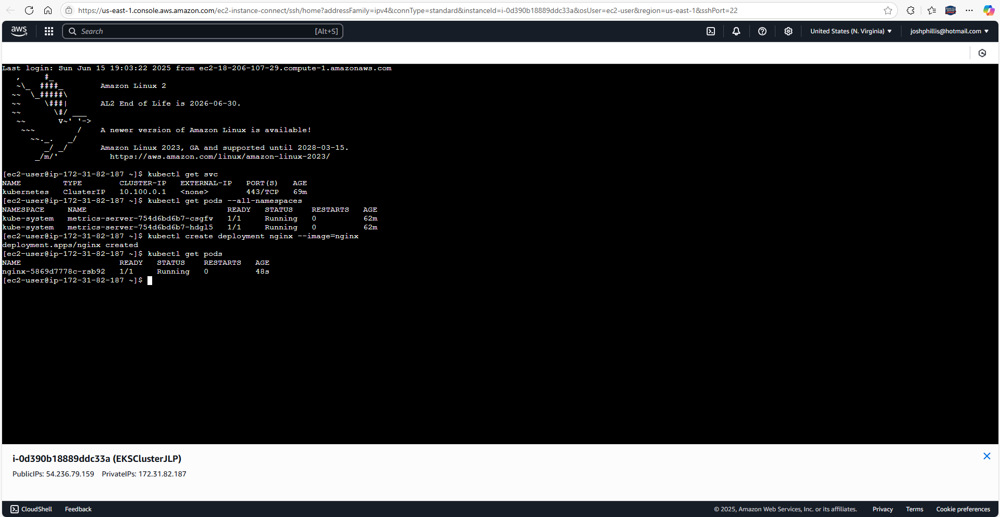 https://us-east-1.console.aws.amazon.com/ec2-instance-connect/ssh/home?addressFamily=ipv4&connType=standard&instanceId=i-0d390b18889ddc33a&osUser=ec2-user&region=us-east-1&sshPort=22
aws Search [Alt+S] United States (N. Virginia) joshphillis@hotmail.com
Last login: Sun Jun 15 19:03:22 2025 from ec2-18-206-107-29.compute-1.amazonaws.com
   ,     #_
   ~\_  ####_        Amazon Linux 2
  ~~  \_#####\
  ~~     \###|       AL2 End of Life is 2026-06-30.
  ~~       \#/ ___
   ~~       V~' '->
    ~~~         /    A newer version of Amazon Linux is available!
      ~~._.   _/
         _/ _/       Amazon Linux 2023, GA and supported until 2028-03-15.
       _/m/'           https://aws.amazon.com/linux/amazon-linux-2023/
[ec2-user@ip-172-31-82-187 ~]$ kubectl get svc
NAME         TYPE        CLUSTER-IP   EXTERNAL-IP   PORT(S)   AGE
kubernetes   ClusterIP   10.100.0.1   <none>        443/TCP   69m
[ec2-user@ip-172-31-82-187 ~]$ kubectl get pods --all-namespaces
NAMESPACE     NAME                              READY   STATUS    RESTARTS   AGE
kube-system   metrics-server-754d6bd6b7-csgfv   1/1     Running   0          62m
kube-system   metrics-server-754d6bd6b7-hdgl5   1/1     Running   0          62m
[ec2-user@ip-172-31-82-187 ~]$ kubectl create deployment nginx --image=nginx
deployment.apps/nginx created
[ec2-user@ip-172-31-82-187 ~]$ kubectl get pods
NAME                     READY   STATUS    RESTARTS   AGE
nginx-5869d7778c-rsb92   1/1     Running   0          48s
[ec2-user@ip-172-31-82-187 ~]$
i-0d390b18889ddc33a (EKSClusterJLP)
PublicIPs: 54.236.79.159 PrivateIPs: 172.31.82.187
CloudShell Feedback © 2025, Amazon Web Services, Inc. or its affiliates. Privacy Terms Cookie preferences